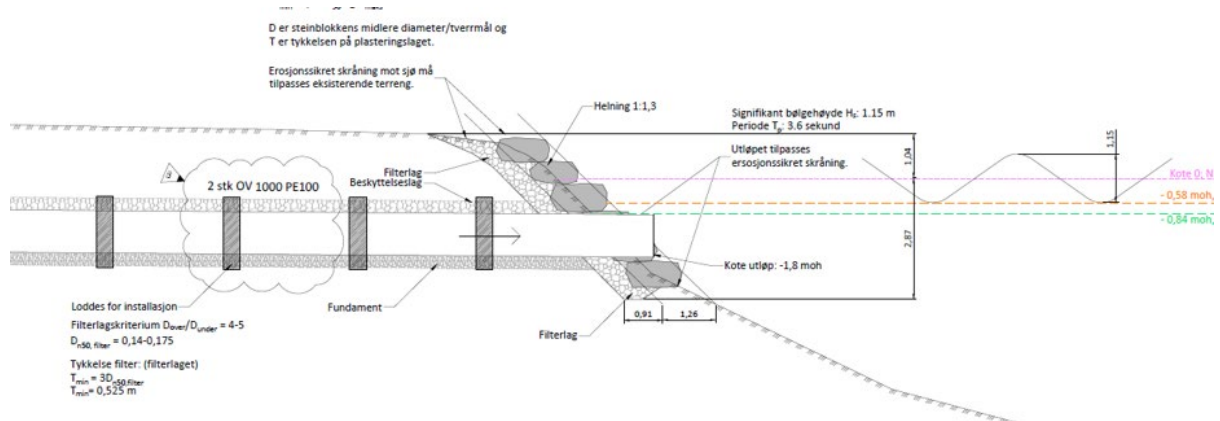 D er steinblokkens midlere diameter/tverrmål og
T er tykkelsen på plasteringslaget.
Erosjonssikret skråning mot sjø må
tilpasses eksisterende terreng.
Helning 1:1,3
Signifikant bølgehøyde Hs: 1.15 m
Periode Tp: 3.6 sekund
Utløpet tilpasses
ersosjonssikret skråning.
1,04
1,15
Filterlag
Beskyttelseslag
3
2 stk OV 1000 PE100
Kote 0, N
- 0,58 moh,
- 0,84 moh,
2,87
Kote utløp: -1,8 moh
Loddes for installasjon
Fundament
0,91
1,26
Filterlag
Filterlagskriterium Dover/Dunder = 4-5
Dn50, filter = 0,14-0,175
Tykkelse filter: (filterlaget)
Tmin = 3Dn50,filter
Tmin= 0,525 m